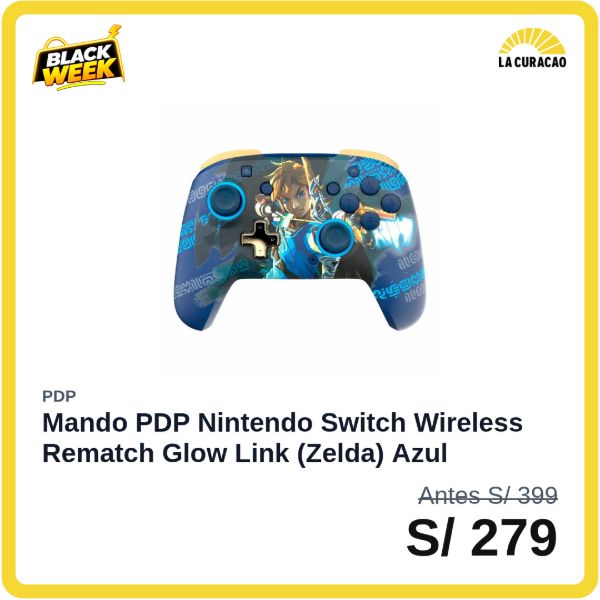 BLACK
WEEK
LA CURACAO
PDP
Mando PDP Nintendo Switch Wireless
Rematch Glow Link (Zelda) Azul
Antes S/ 399
S/ 279